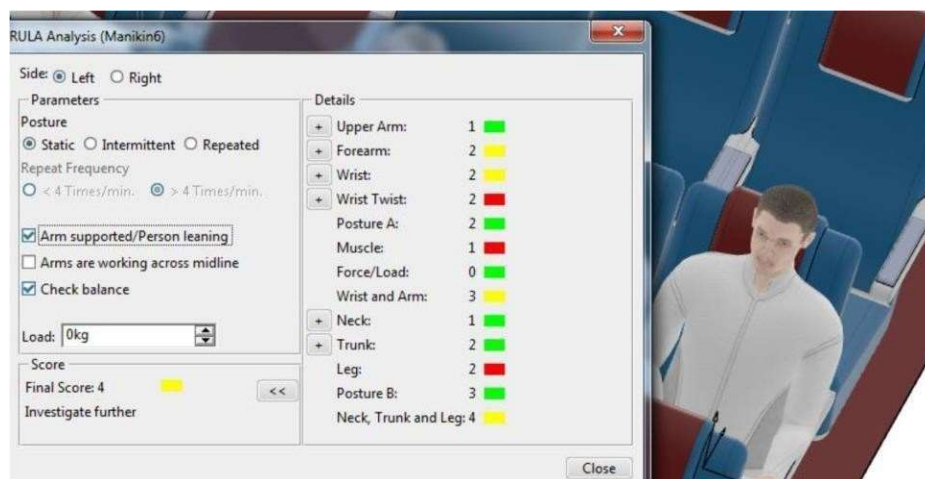 RULA Analysis (Manikin6)
Side: Left Right
Parameters
Posture
Static Intermittent Repeated
Repeat Frequency
< 4 Times/min. > 4 Times/min.
Arm supported/Person leaning
Arms are working across midline
Check balance
Load: 0kg
Score
Final Score: 4 <<
Investigate further
Details
+ Upper Arm: 1
+ Forearm: 2
+ Wrist: 2
+ Wrist Twist: 2
Posture A: 2
Muscle: 1
Force/Load: 0
Wrist and Arm: 3
+ Neck: 1
+ Trunk: 2
Leg: 2
Posture B: 3
Neck, Trunk and Leg: 4
Close